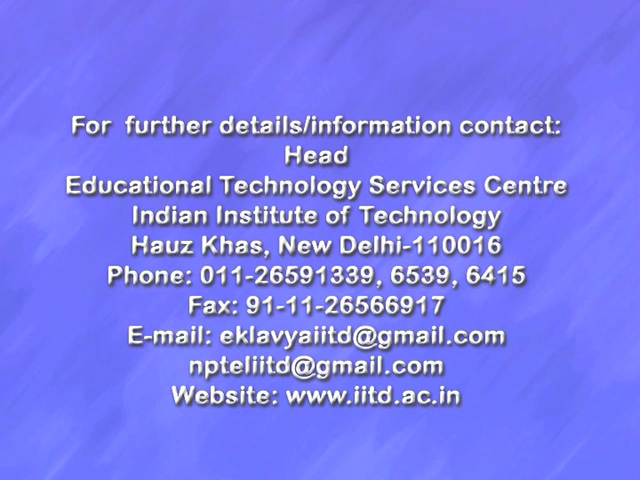 For further details/information contact:
Head
Educational Technology Services Centre
Indian Institute of Technology
Hauz Khas, New Delhi-110016
Phone: 011-26591339, 6539, 6415
Fax: 91-11-26566917
E-mail: eklavyaiitd@gmail.com
npteliitd@gmail.com
Website: www.iitd.ac.in